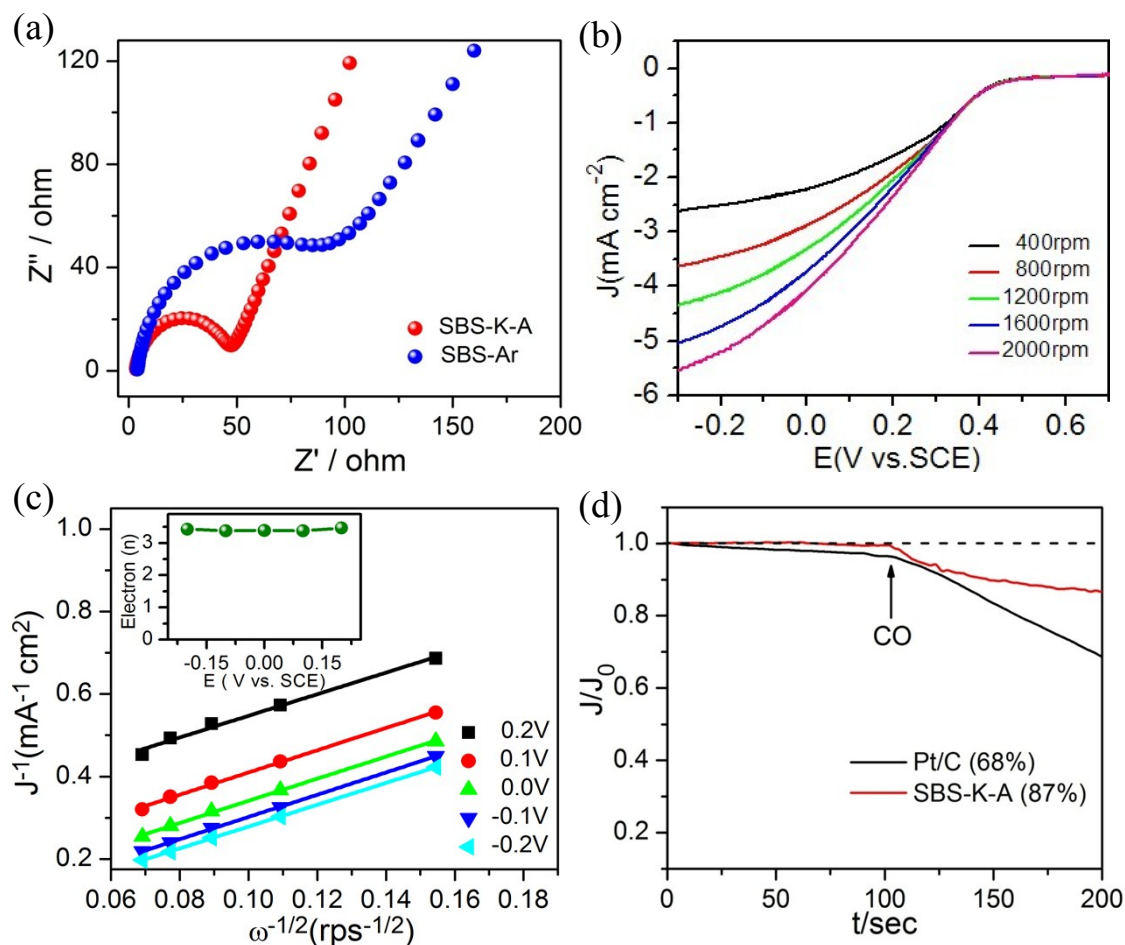 (a)
120
80
40
0
Z'' / ohm
SBS-K-A
SBS-Ar
0 50 100 150 200
Z' / ohm
(b)
0
-1
-2
-3
-4
-5
-6
J(mA cm⁻²)
400rpm
800rpm
1200rpm
1600rpm
2000rpm
-0.2 0.0 0.2 0.4 0.6
E(V vs.SCE)
(c)
1.0
0.8
0.6
0.4
0.2
J⁻¹(mA⁻¹ cm²)
3
2
1
0
Electron (n)
-0.15 0.00 0.15
E ( V vs. SCE)
0.2V
0.1V
0.0V
-0.1V
-0.2V
0.06 0.08 0.10 0.12 0.14 0.16 0.18
ω⁻¹/²(rps⁻¹/²)
(d)
1.0
0.8
0.6
0.4
0.2
J/J₀
CO
Pt/C (68%)
SBS-K-A (87%)
0 50 100 150 200
t/sec